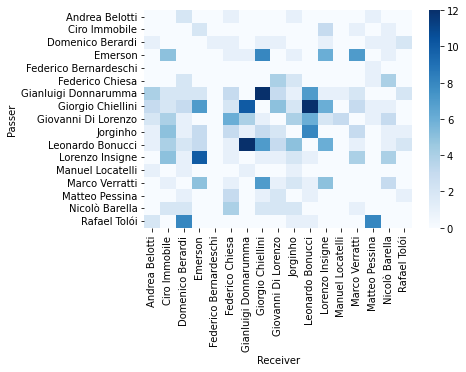 Passer
Andrea Belotti
Ciro Immobile
Domenico Berardi
Emerson
Federico Bernardeschi
Federico Chiesa
Gianluigi Donnarumma
Giorgio Chiellini
Giovanni Di Lorenzo
Jorginho
Leonardo Bonucci
Lorenzo Insigne
Manuel Locatelli
Marco Verratti
Matteo Pessina
Nicolò Barella
Rafael Tolói
Andrea Belotti
Ciro Immobile
Domenico Berardi
Emerson
Federico Bernardeschi
Federico Chiesa
Gianluigi Donnarumma
Giorgio Chiellini
Giovanni Di Lorenzo
Jorginho
Leonardo Bonucci
Lorenzo Insigne
Manuel Locatelli
Marco Verratti
Matteo Pessina
Nicolò Barella
Rafael Tolói
Receiver
12
10
8
6
4
2
0